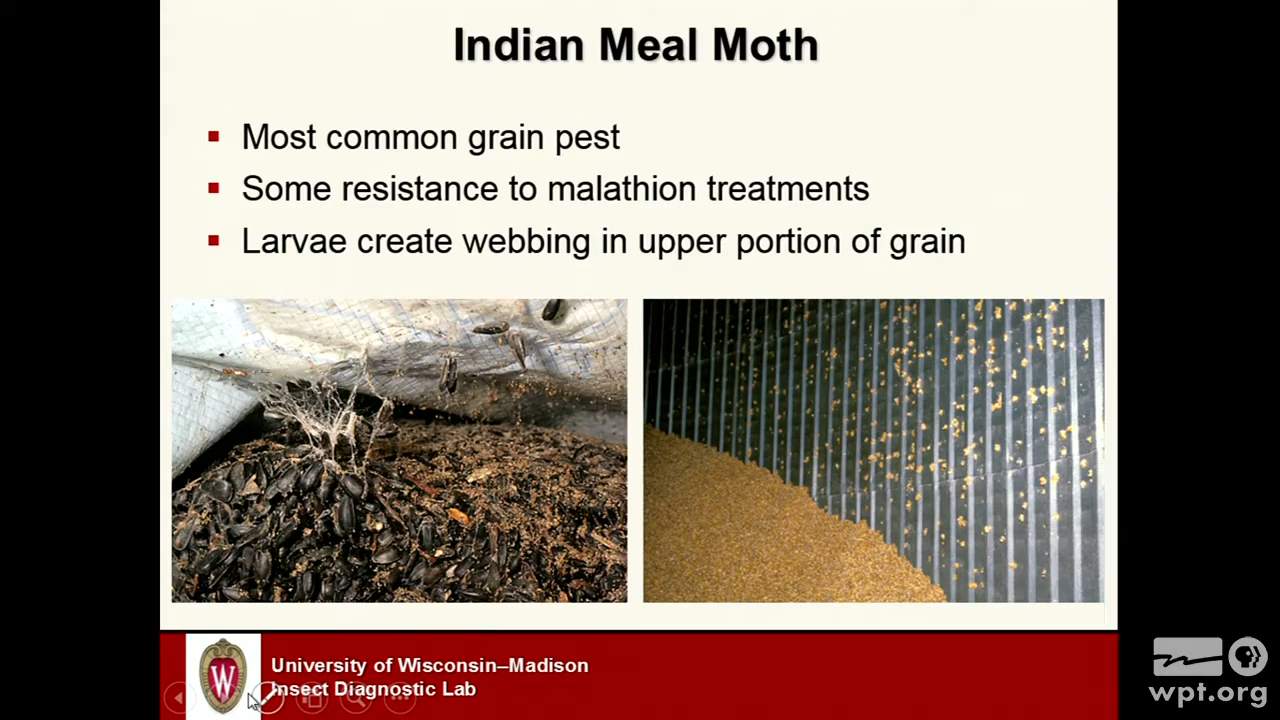 Indian Meal Moth
Most common grain pest
Some resistance to malathion treatments
Larvae create webbing in upper portion of grain
W
University of Wisconsin–Madison
Insect Diagnostic Lab
wpt.org